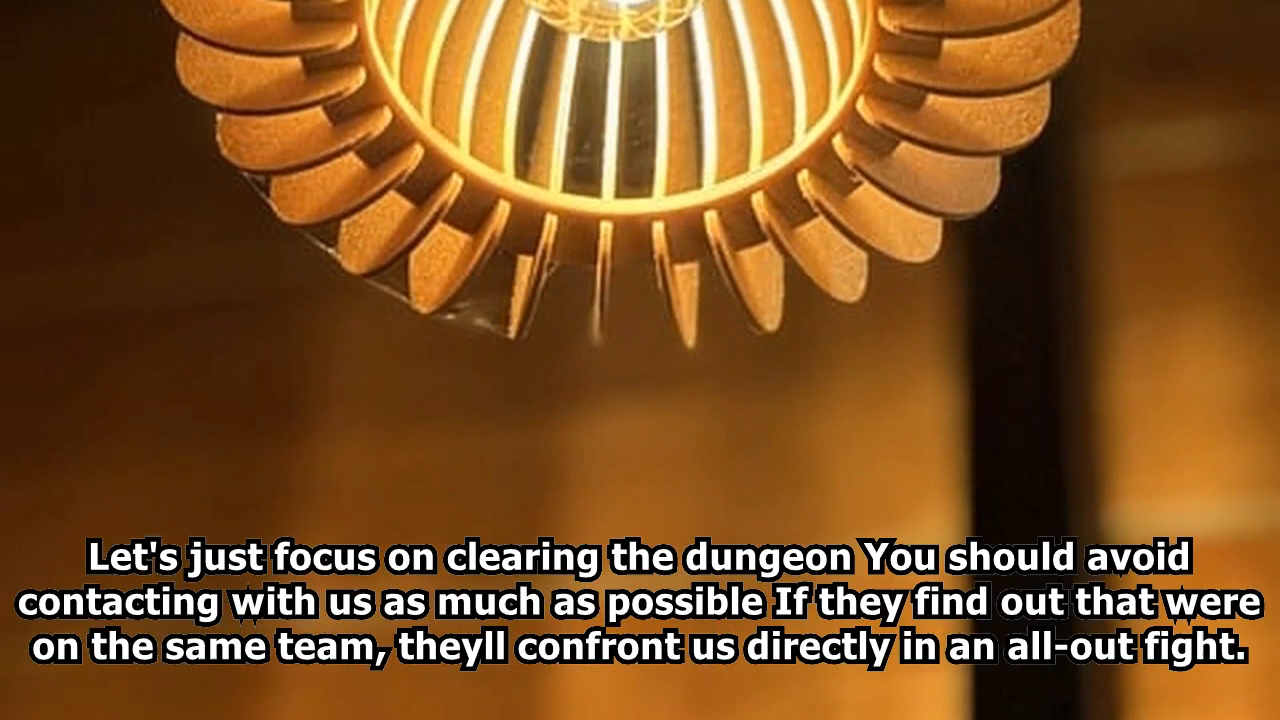 Let's just focus on clearing the dungeon You should avoid
contacting with us as much as possible If they find out that were
on the same team, theyll confront us directly in an all-out fight.